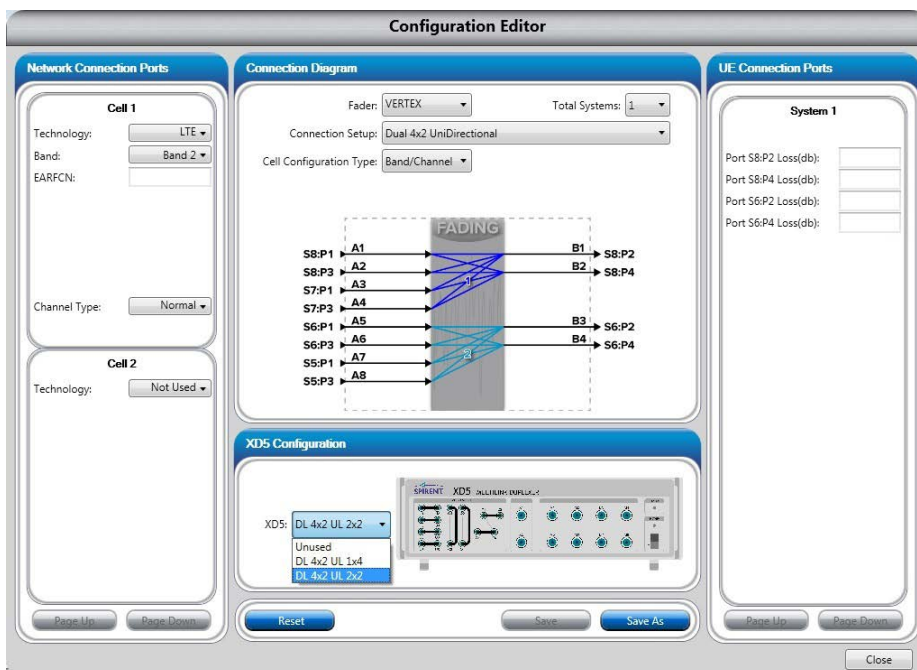 Configuration Editor
Network Connection Ports
Cell 1
Technology: LTE
Band: Band 2
EARFCN:
Channel Type: Normal
Cell 2
Technology: Not Used
Page Up Page Down
Connection Diagram
Fader: VERTEX Total Systems: 1
Connection Setup: Dual 4x2 UniDirectional
Cell Configuration Type: Band/Channel
FADING
S8:P1 A1 B1 S8:P2
S8:P3 A2 B2 S8:P4
S7:P1 A3 1
S7:P3 A4
S6:P1 A5 B3 S6:P2
S6:P3 A6 B4 S6:P4
S5:P1 A7 2
S5:P3 A8
XD5 Configuration
SPIRENT XD5
XD5: DL 4x2 UL 2x2
Unused
DL 4x2 UL 1x4
DL 4x2 UL 2x2
Reset Save Save As
UE Connection Ports
System 1
Port S8:P2 Loss(db):
Port S8:P4 Loss(db):
Port S6:P2 Loss(db):
Port S6:P4 Loss(db):
Page Up Page Down
Close